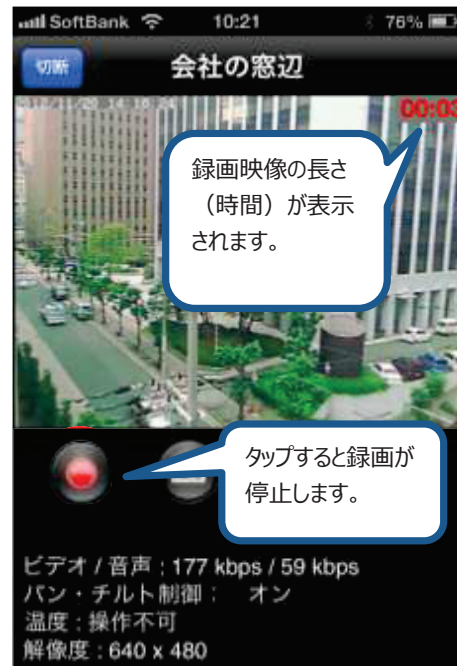 SoftBank 10:21 76%
切断 会社の窓辺
14:16:24
00:03
録画映像の長さ
(時間)が表示
されます。
タップすると録画が
停止します。
ビデオ / 音声 : 177 kbps / 59 kbps
パン・チルト制御 : オン
温度 : 操作不可
解像度 : 640 x 480